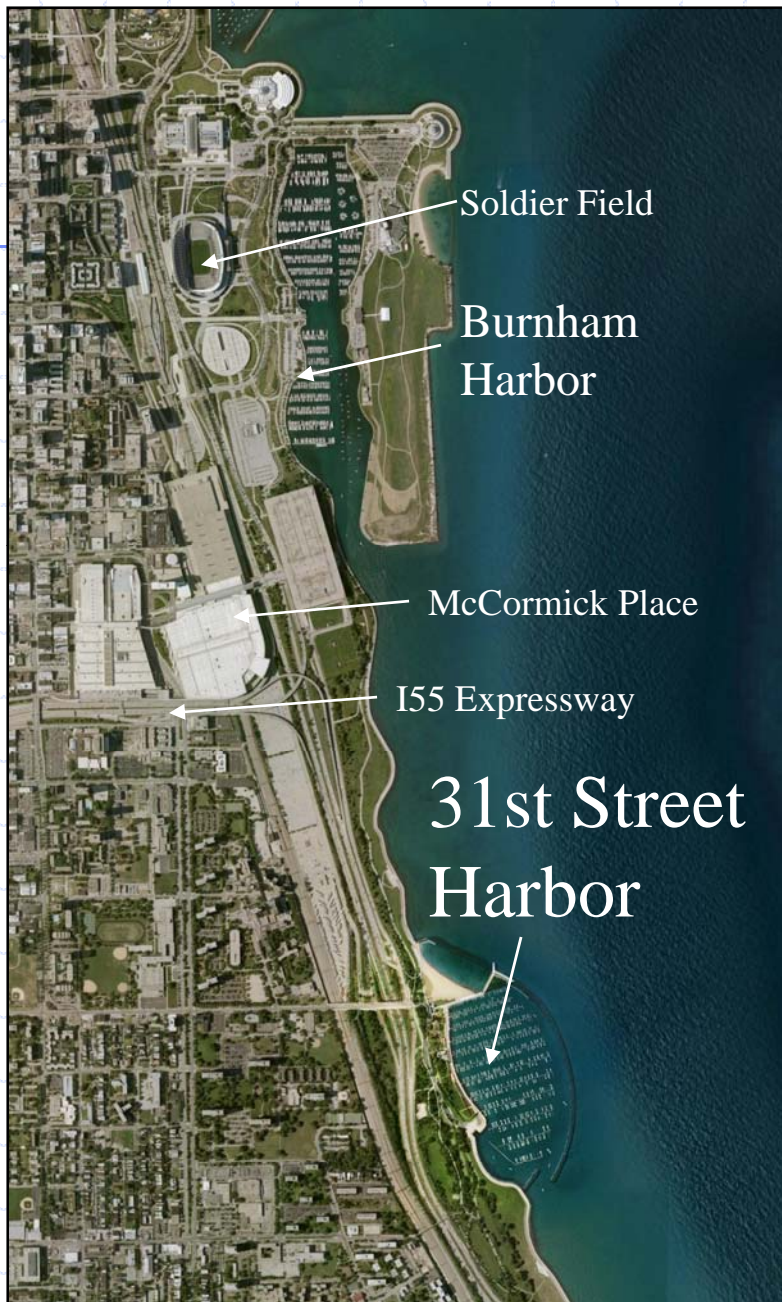 Soldier Field
Burnham
Harbor
McCormick Place
I55 Expressway
31st Street
Harbor